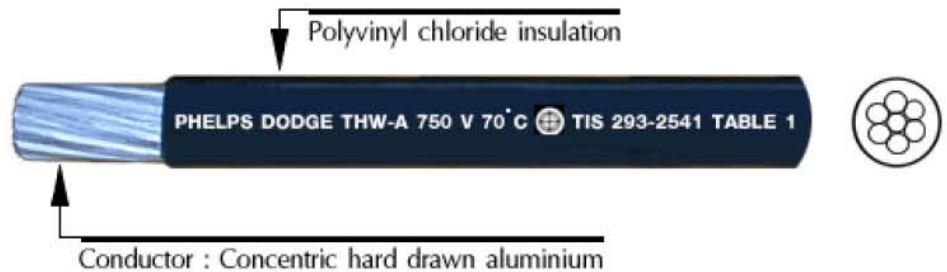 Polyvinyl chloride insulation
PHELPS DODGE THW-A 750 V 70°C TIS 293-2541 TABLE 1
Conductor : Concentric hard drawn aluminium